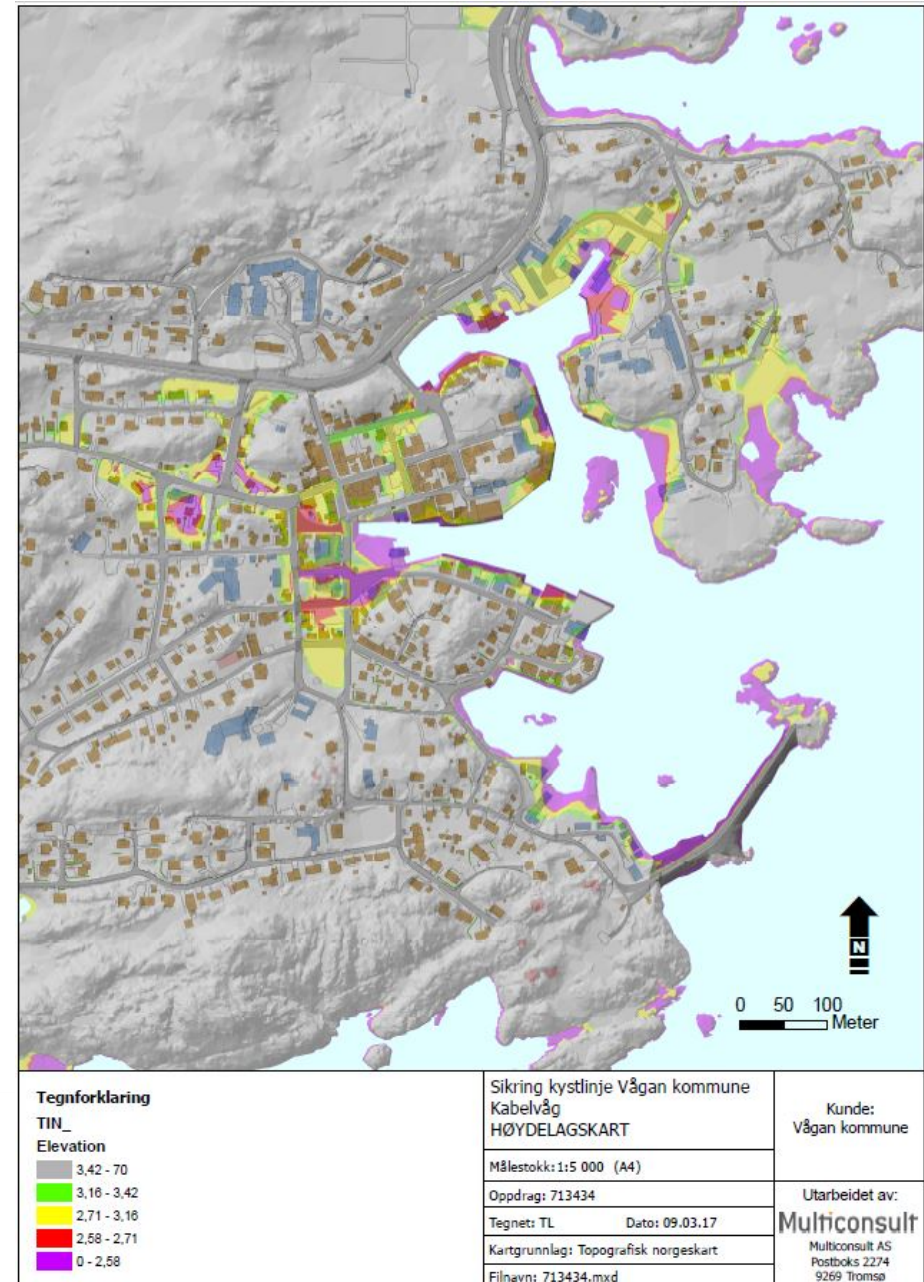 N
0 50 100
Meter
Tegnforklaring
TIN_
Elevation
3,42 - 70
3,16 - 3,42
2,71 - 3,16
2,58 - 2,71
0 - 2,58
Sikring kystlinje Vågan kommune
Kabelvåg
HØYDELAGSKART
Målestokk:1:5 000 (A4)
Oppdrag: 713434
Tegnet: TL Dato: 09.03.17
Kartgrunnlag: Topografisk norgeskart
Filnavn: 713434.mxd
Kunde:
Vågan kommune
Utarbeidet av:
Multiconsult
Multiconsult AS
Postboks 2274
9269 Tromsø